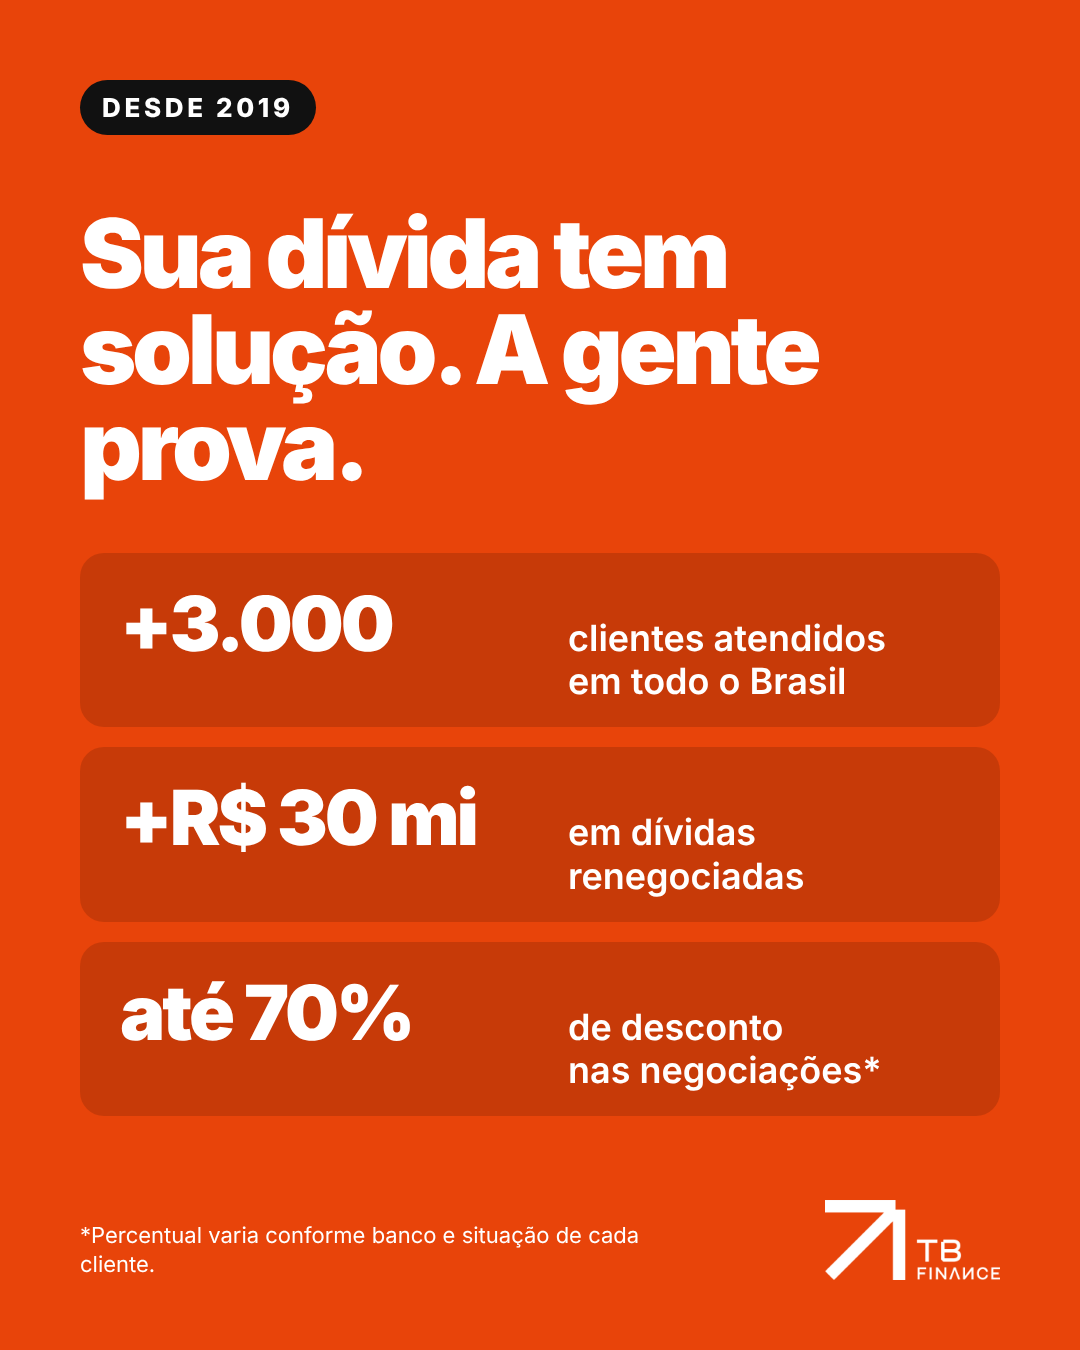 DESDE 2019
Sua dívida tem
solução. A gente
prova.
+3.000
clientes atendidos
em todo o Brasil
+R$ 30 mi
em dívidas
renegociadas
até 70%
de desconto
nas negociações*
*Percentual varia conforme banco e situação de cada
cliente.
TB
FINANCE